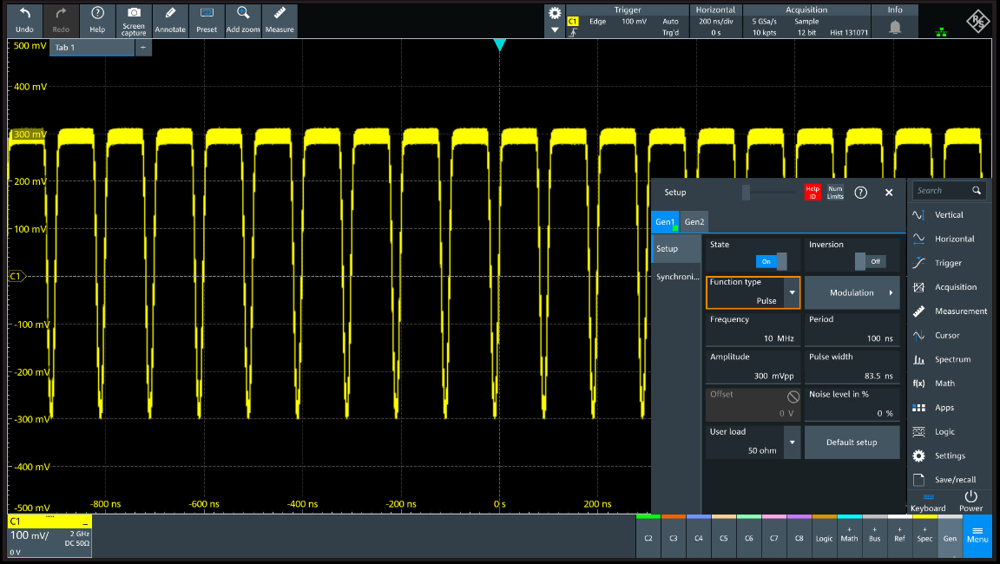 Undo
Redo
Help
Screen
capture
Annotate
Preset
Add zoom
Measure
Trigger
C1 Edge 100 mV Auto
Trg'd
Horizontal
200 ns/div
0 s
Acquisition
5 GSa/s Sample
10 kpts 12 bit Hist 131071
Info
R S
500 mV
Tab 1 +
400 mV
300 mV
200 mV
100 mV
C1
-100 mV
-200 mV
-300 mV
-400 mV
-500 mV
-800 ns
-600 ns
-400 ns
-200 ns
0 s
200 ns
Setup
Help
ID
Num
Limits
Gen1 Gen2
Setup
Synchroni...
State
On
Inversion
Off
Function type
Pulse
Modulation
Frequency
10 MHz
Period
100 ns
Amplitude
300 mVpp
Pulse width
83.5 ns
Offset
0 V
Noise level in %
0 %
User load
50 ohm
Default setup
Search
Vertical
Horizontal
Trigger
Acquisition
Measurement
Cursor
Spectrum
f(x) Math
Apps
Logic
Settings
Save/recall
Keyboard
Power
C1
100 mV/
0 V
2 GHz
DC 50Ω
C2
C3
C4
C5
C6
C7
C8
Logic
+
Math
+
Bus
+
Ref
+
Spec
Gen
Menu